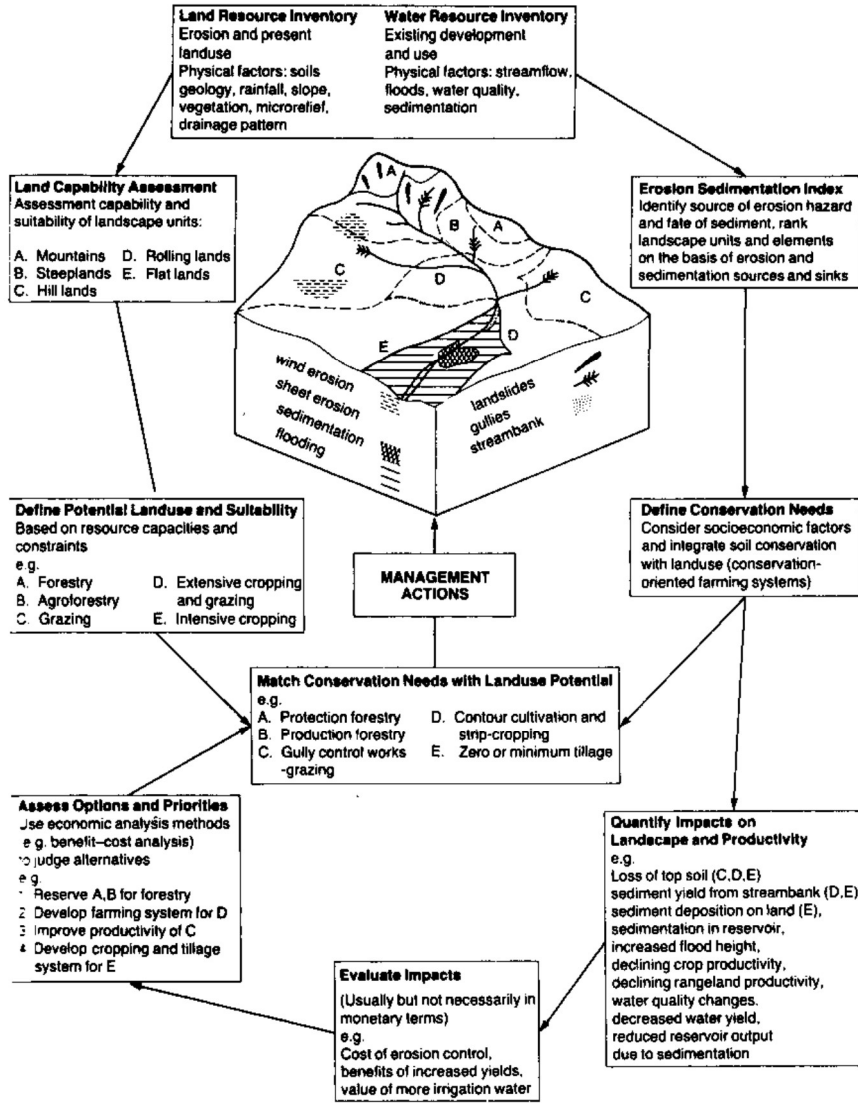 Land Resource Inventory
Erosion and present
landuse
Physical factors: soils
geology, rainfall, slope,
vegetation, microrelief,
drainage pattern
Water Resource Inventory
Existing development
and use
Physical factors: streamflow,
floods, water quality,
sedimentation
Land Capability Assessment
Assessment capability and
suitability of landscape units:
A. Mountains D. Rolling lands
B. Steeplands E. Flat lands
C. Hill lands
Erosion Sedimentation Index
Identify source of erosion hazard
and fate of sediment, rank
landscape units and elements
on the basis of erosion and
sedimentation sources and sinks
A
B
A
C
D
C
E
D
wind erosion
sheet erosion
sedimentation
flooding
landslides
gullies
streambank
Define Potential Landuse and Suitability
Based on resource capacities and
constraints
e.g.
A. Forestry D. Extensive cropping
B. Agroforestry and grazing
C. Grazing E. Intensive cropping
MANAGEMENT
ACTIONS
Define Conservation Needs
Consider socioeconomic factors
and integrate soil conservation
with landuse (conservation-
oriented farming systems)
Match Conservation Needs with Landuse Potential
e.g.
A. Protection forestry D. Contour cultivation and
B. Production forestry strip-cropping
C. Gully control works E. Zero or minimum tillage
-grazing
Assess Options and Priorities
Use economic analysis methods
e.g. benefit–cost analysis)
to judge alternatives
e g
1 Reserve A,B for forestry
2 Develop farming system for D
3 Improve productivity of C
4 Develop cropping and tillage
system for E
Evaluate Impacts
(Usually but not necessarily in
monetary terms)
e.g.
Cost of erosion control,
benefits of increased yields,
value of more irrigation water
Quantify Impacts on
Landscape and Productivity
e.g.
Loss of top soil (C,D,E)
sediment yield from streambank (D,E)
sediment deposition on land (E),
sedimentation in reservoir,
increased flood height,
declining crop productivity,
declining rangeland productivity,
water quality changes.
decreased water yield,
reduced reservoir output
due to sedimentation